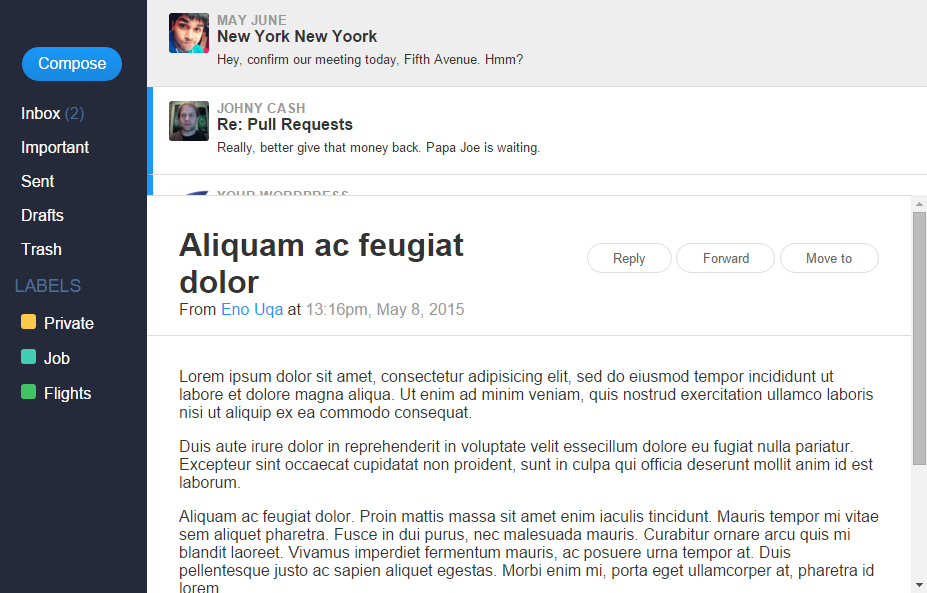 Compose
Inbox (2)
Important
Sent
Drafts
Trash
LABELS
Private
Job
Flights
MAY JUNE
New York New Yoork
Hey, confirm our meeting today, Fifth Avenue. Hmm?
JOHNY CASH
Re: Pull Requests
Really, better give that money back. Papa Joe is waiting.
YOUR WORDPRESS
Aliquam ac feugiat
dolor
From Eno Uqa at 13:16pm, May 8, 2015
Reply
Forward
Move to
Lorem ipsum dolor sit amet, consectetur adipisicing elit, sed do eiusmod tempor incididunt ut
labore et dolore magna aliqua. Ut enim ad minim veniam, quis nostrud exercitation ullamco laboris
nisi ut aliquip ex ea commodo consequat.
Duis aute irure dolor in reprehenderit in voluptate velit essecillum dolore eu fugiat nulla pariatur.
Excepteur sint occaecat cupidatat non proident, sunt in culpa qui officia deserunt mollit anim id est
laborum.
Aliquam ac feugiat dolor. Proin mattis massa sit amet enim iaculis tincidunt. Mauris tempor mi vitae
sem aliquet pharetra. Fusce in dui purus, nec malesuada mauris. Curabitur ornare arcu quis mi
blandit laoreet. Vivamus imperdiet fermentum mauris, ac posuere urna tempor at. Duis
pellentesque justo ac sapien aliquet egestas. Morbi enim mi, porta eget ullamcorper at, pharetra id
lorem